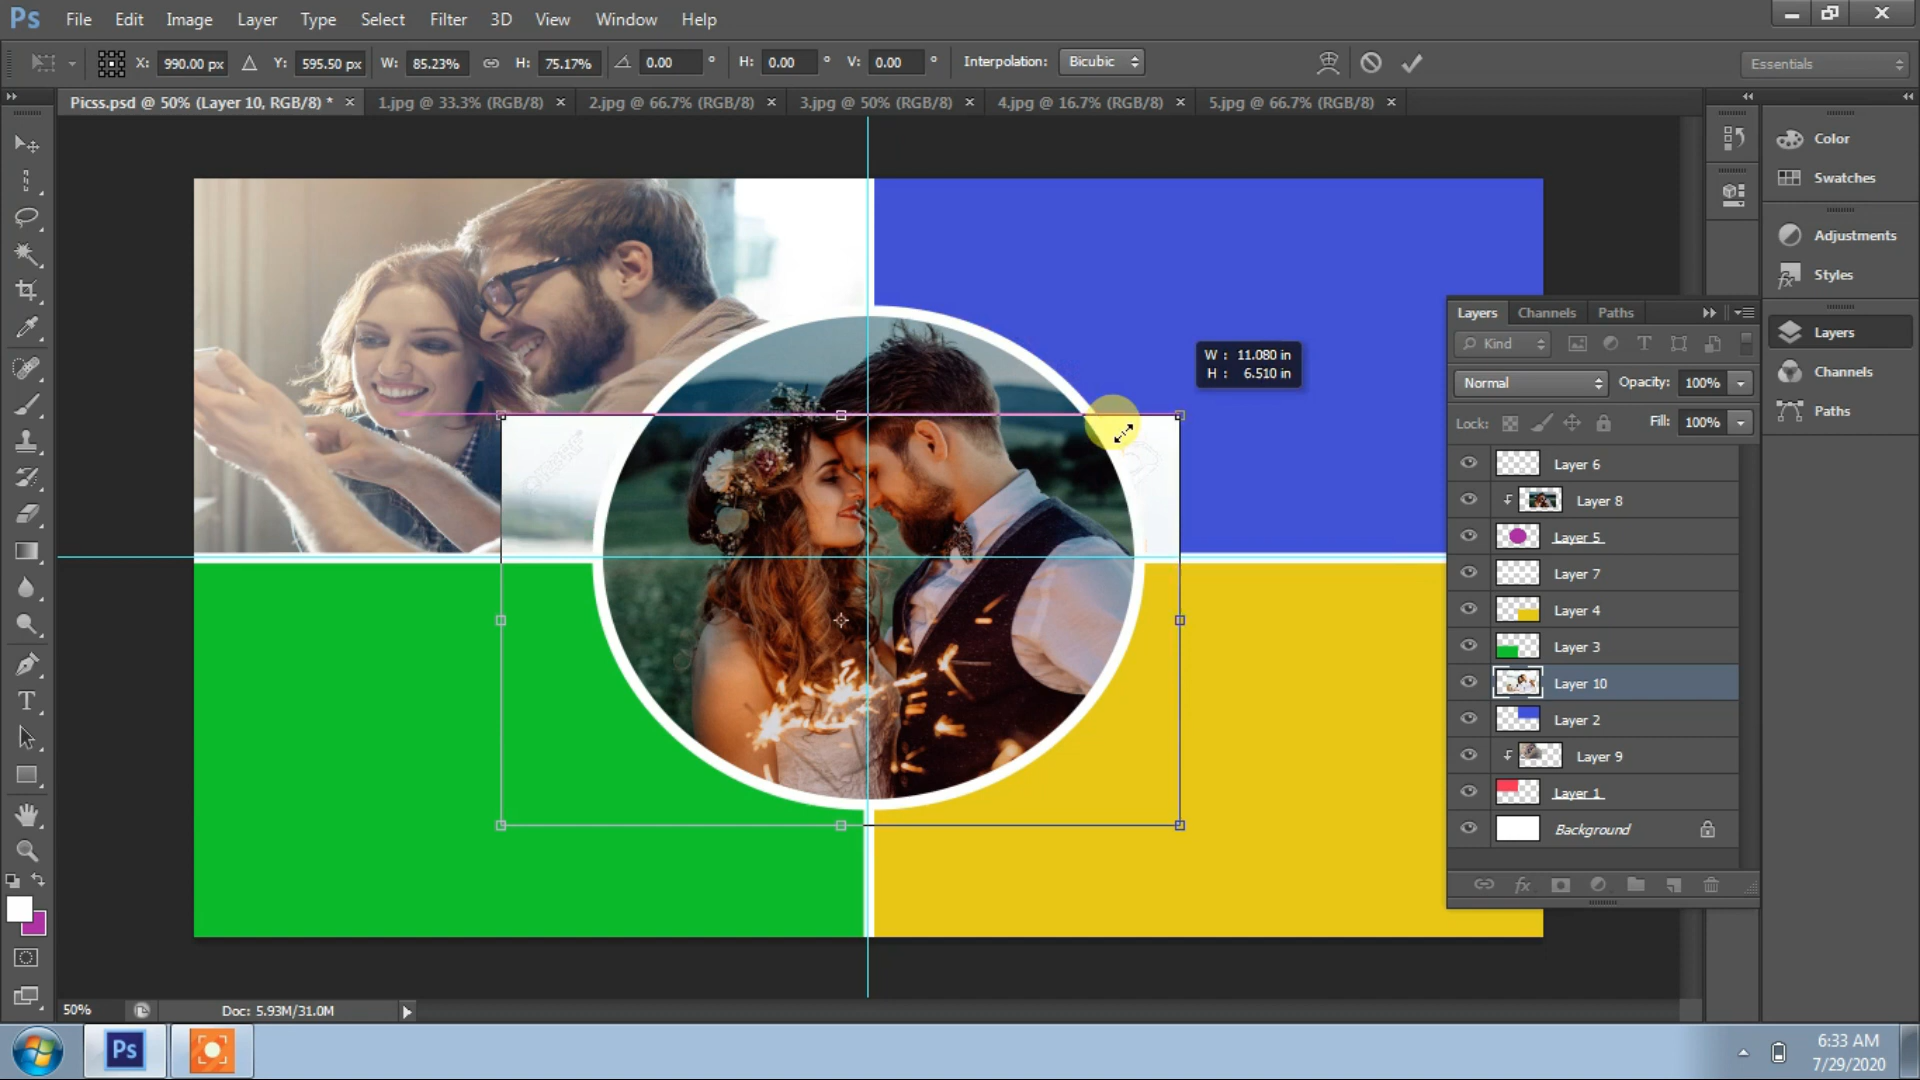 Ps File Edit Image Layer Type Select Filter 3D View Window Help
X: 990.00 px Y: 595.50 px W: 85.23% H: 75.17% 0.00 ° H: 0.00 ° V: 0.00 ° Interpolation: Bicubic Essentials
Picss.psd @ 50% (Layer 10, RGB/8) * × 1.jpg @ 33.3% (RGB/8) × 2.jpg @ 66.7% (RGB/8) × 3.jpg @ 50% (RGB/8) × 4.jpg @ 16.7% (RGB/8) × 5.jpg @ 66.7% (RGB/8) ×
Color
Swatches
Adjustments
Styles
Layers
Channels
Paths
W : 11.080 in
H : 6.510 in
Layers Channels Paths
Kind
Normal Opacity: 100%
Lock: Fill: 100%
Layer 6
Layer 8
Layer 5
Layer 7
Layer 4
Layer 3
Layer 10
Layer 2
Layer 9
Layer 1
Background
fx
50% Doc: 5.93M/31.0M
Ps
6:33 AM
7/29/2020